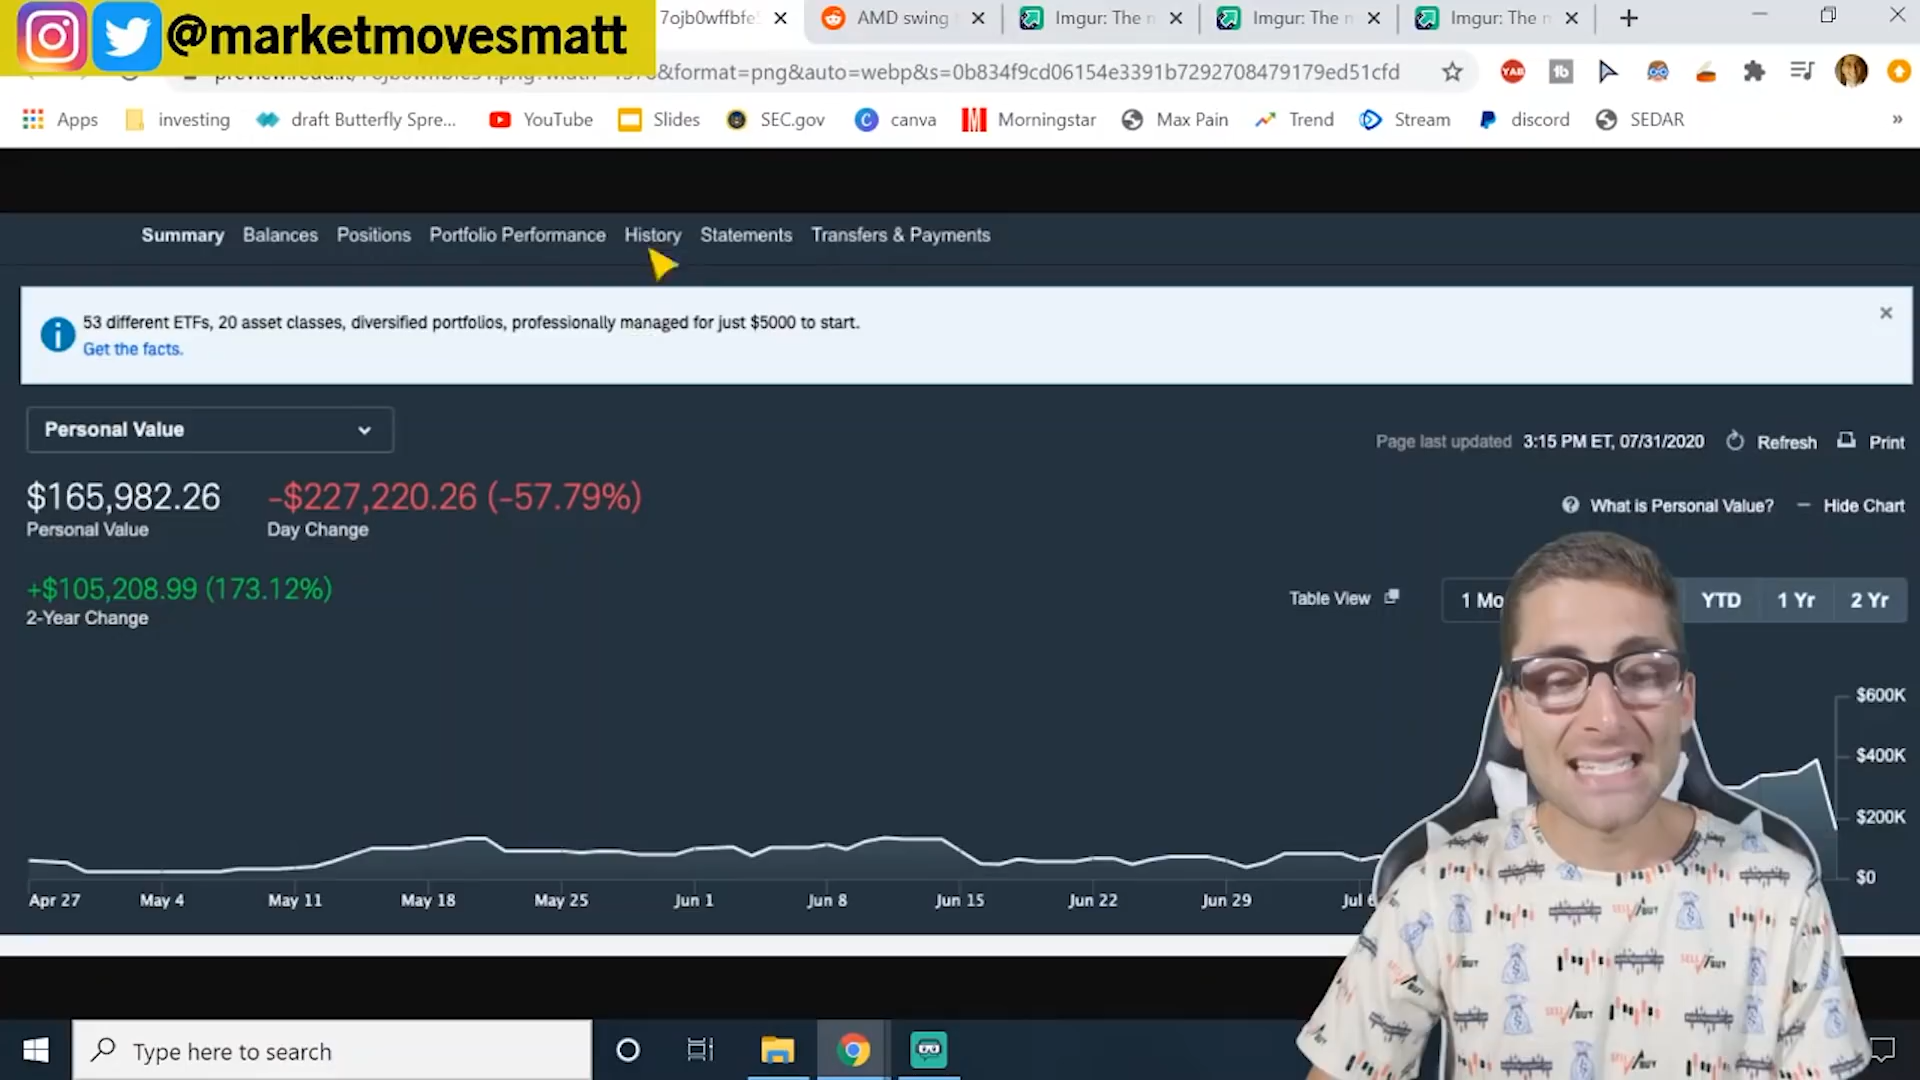 @marketmovesmatt
7ojb0wffbfe
AMD swing
Imgur: The
Imgur: The
Imgur: The
&format=png&auto=webp&s=0b834f9cd06154e3391b7292708479179ed51cfd
Apps investing draft Butterfly Spre... YouTube Slides SEC.gov canva Morningstar Max Pain Trend Stream discord SEDAR »
Summary Balances Positions Portfolio Performance History Statements Transfers & Payments
53 different ETFs, 20 asset classes, diversified portfolios, professionally managed for just $5000 to start.
Get the facts.
Personal Value
Page last updated 3:15 PM ET, 07/31/2020 Refresh Print
$165,982.26 -$227,220.26 (-57.79%)
Personal Value Day Change
What is Personal Value? Hide Chart
+$105,208.99 (173.12%)
2-Year Change
Table View 1 Mo YTD 1 Yr 2 Yr
$600K
$400K
$200K
$0
Apr 27 May 4 May 11 May 18 May 25 Jun 1 Jun 8 Jun 15 Jun 22 Jun 29 Jul 6
Type here to search